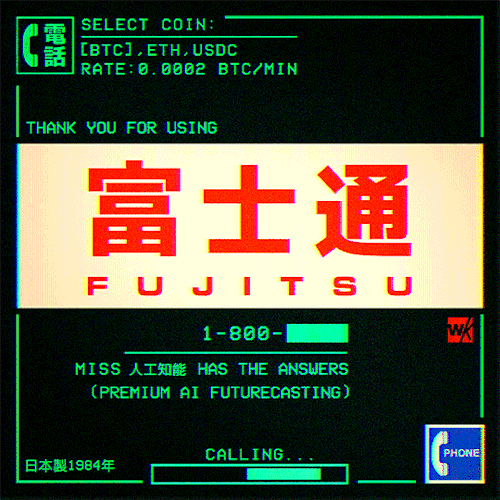 電話
SELECT COIN:
[BTC],ETH,USDC
RATE:0.0002 BTC/MIN
THANK YOU FOR USING
富士通
FUJITSU
1-800-
WK
MISS 人工知能 HAS THE ANSWERS
(PREMIUM AI FUTURECASTING)
PHONE
CALLING...
日本製1984年